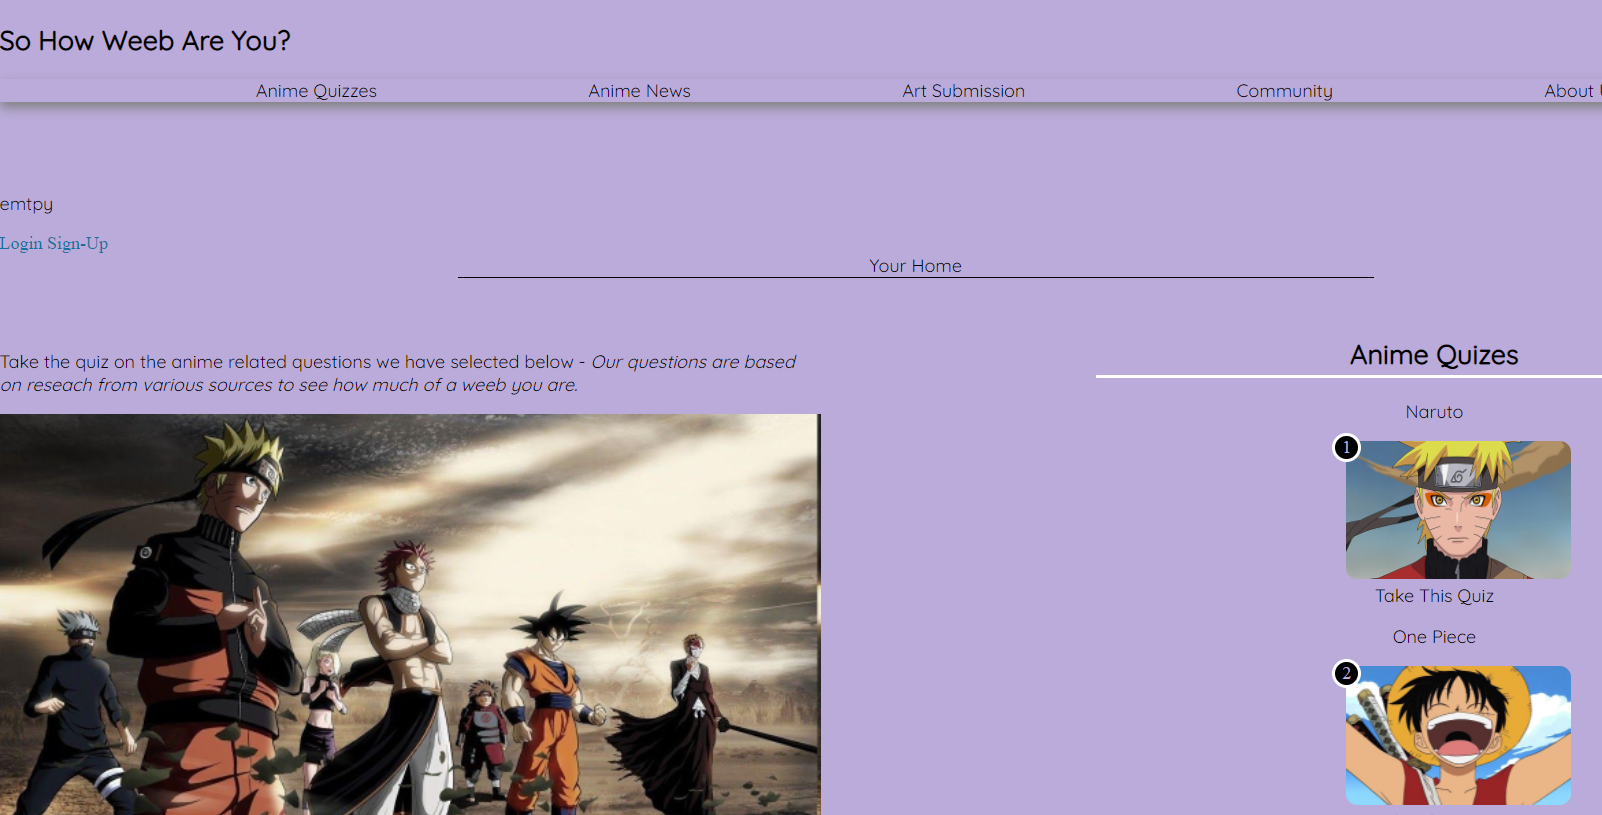 So How Weeb Are You?
Anime Quizzes Anime News Art Submission Community About
emtpy
Login Sign-Up
Your Home
Take the quiz on the anime related questions we have selected below - Our questions are based
on reseach from various sources to see how much of a weeb you are.
Anime Quizes
Naruto
1
Take This Quiz
One Piece
2